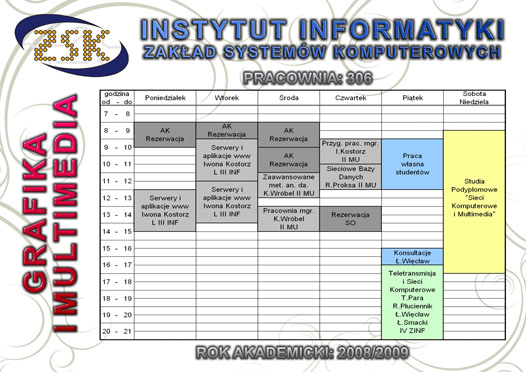 ZSK
INSTYTUT INFORMATYKI
ZAKŁAD SYSTEMÓW KOMPUTEROWYCH
PRACOWNIA: 306
GRAFIKA
I MULTIMEDIA
godzina
od - do
Poniedziałek
Wtorek
Środa
Czwartek
Piątek
Sobota
Niedziela
7 - 8
8 - 9
9 - 10
10 - 11
11 - 12
12 - 13
13 - 14
14 - 15
15 - 16
16 - 17
17 - 18
18 - 19
19 - 20
20 - 21
AK
Rezerwacja
Serwery i
aplikacje www
Iwona Kostorz
L III INF
AK
Rezerwacja
Serwery i
aplikacje www
Iwona Kostorz
L III INF
Serwery i
aplikacje www
Iwona Kostorz
L III INF
AK
Rezerwacja
AK
Rezerwacja
Zaawansowane
met. an. da.
K.Wróbel II MU
Pracownia mgr.
K.Wróbel
II MU
Przyg. prac. mgr.
I.Kostorz
II MU
Sieciowe Bazy
Danych
R.Proksa II MU
Rezerwacja
SO
Praca
własna
studentów
Konsultacje
Ł.Więcław
Teletransmisja
i Sieci
Komputerowe
T.Para
R.Płuciennik
Ł.Więcław
Ł.Smacki
IV ZINF
Studia
Podyplomowe
"Sieci
Komputerowe
i Multimedia"
ROK AKADEMICKI: 2008/2009